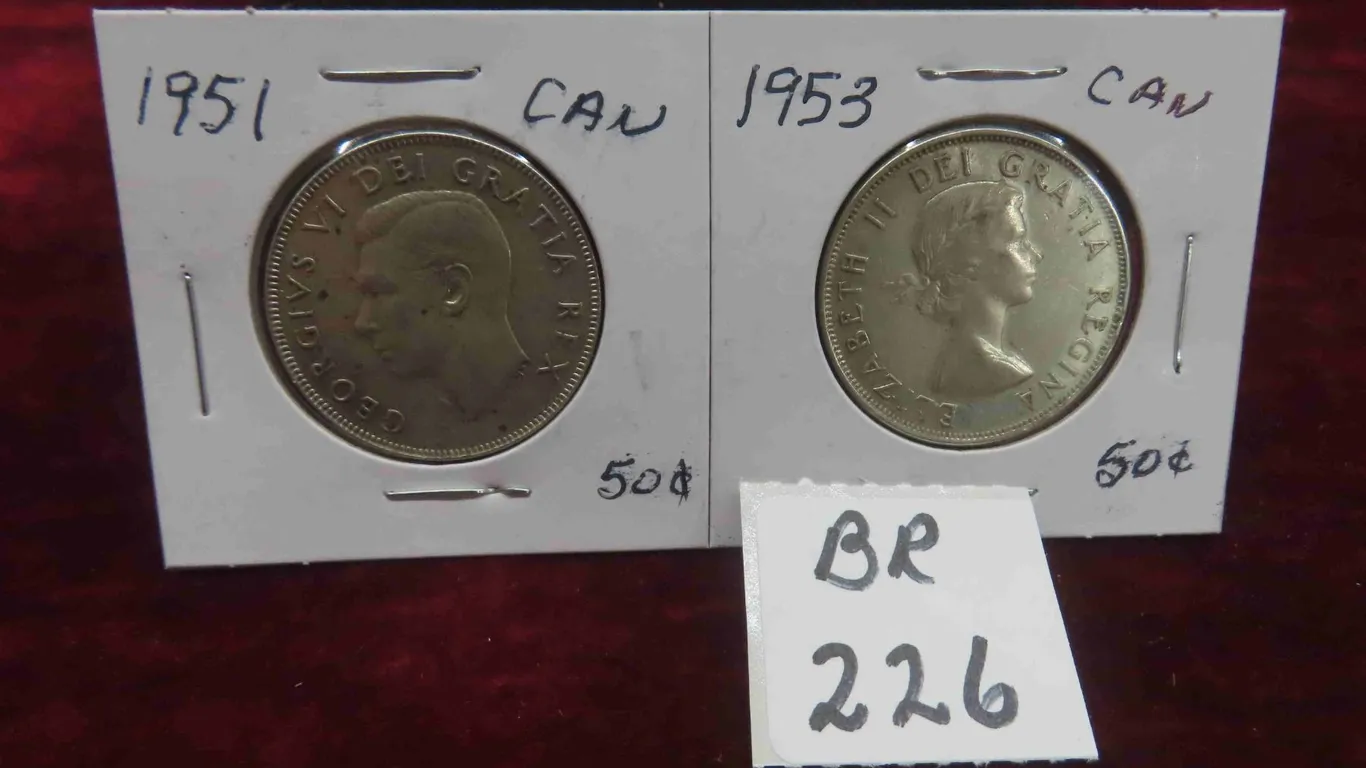 1951 CAN
GEORGIVS VI DEI GRATIA REX
50¢
1953 CAN
ELIZABETH II DEI GRATIA REGINA
50¢
BR
226